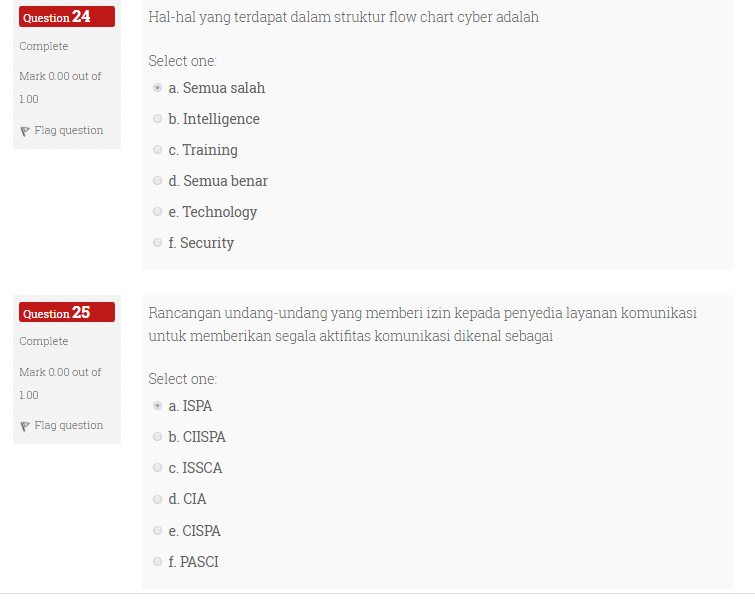 Question 24
Complete
Mark 0.00 out of
1.00
Flag question
Hal-hal yang terdapat dalam struktur flow chart cyber adalah
Select one:
a. Semua salah
b. Intelligence
c. Training
d. Semua benar
e. Technology
f. Security
Question 25
Complete
Mark 0.00 out of
1.00
Flag question
Rancangan undang-undang yang memberi izin kepada penyedia layanan komunikasi
untuk memberikan segala aktifitas komunikasi dikenal sebagai
Select one:
a. ISPA
b. CIISPA
c. ISSCA
d. CIA
e. CISPA
f. PASCI